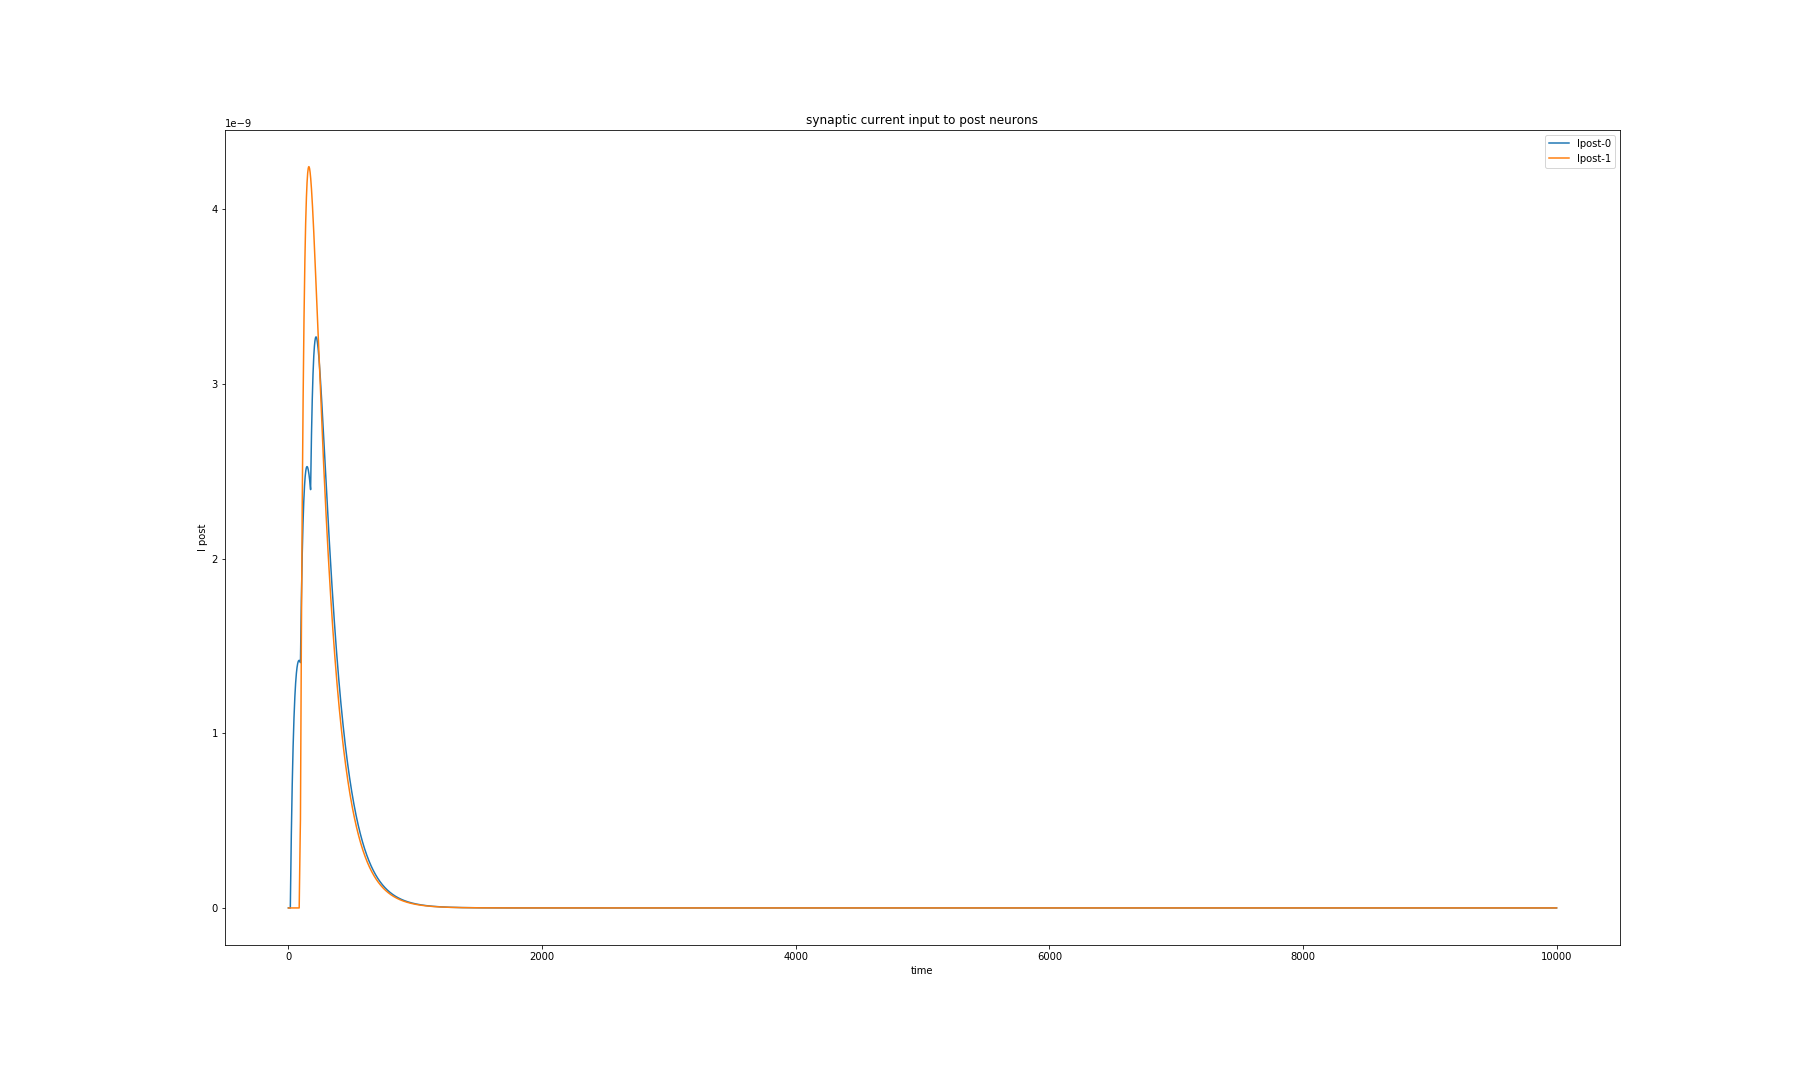 synaptic current input to post neurons
1e−9
Ipost-0
Ipost-1
4
3
2
1
0
I post
0
2000
4000
6000
8000
10000
time